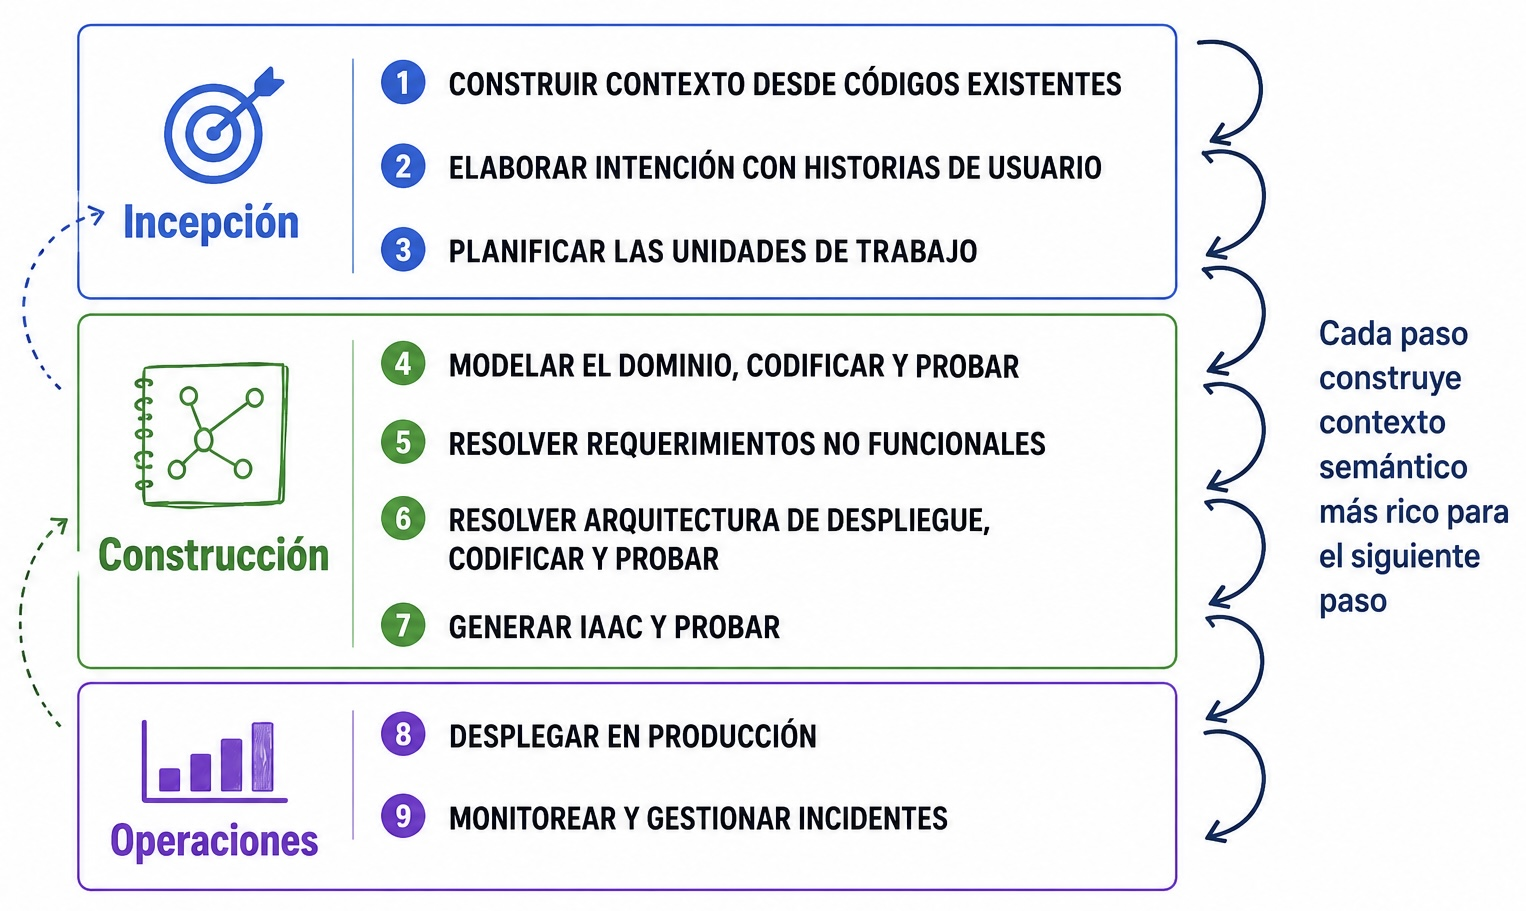 Incepción
1 CONSTRUIR CONTEXTO DESDE CÓDIGOS EXISTENTES
2 ELABORAR INTENCIÓN CON HISTORIAS DE USUARIO
3 PLANIFICAR LAS UNIDADES DE TRABAJO
Construcción
4 MODELAR EL DOMINIO, CODIFICAR Y PROBAR
5 RESOLVER REQUERIMIENTOS NO FUNCIONALES
6 RESOLVER ARQUITECTURA DE DESPLIEGUE,
CODIFICAR Y PROBAR
7 GENERAR IAAC Y PROBAR
Operaciones
8 DESPLEGAR EN PRODUCCIÓN
9 MONITOREAR Y GESTIONAR INCIDENTES
Cada paso
construye
contexto
semántico
más rico para
el siguiente
paso